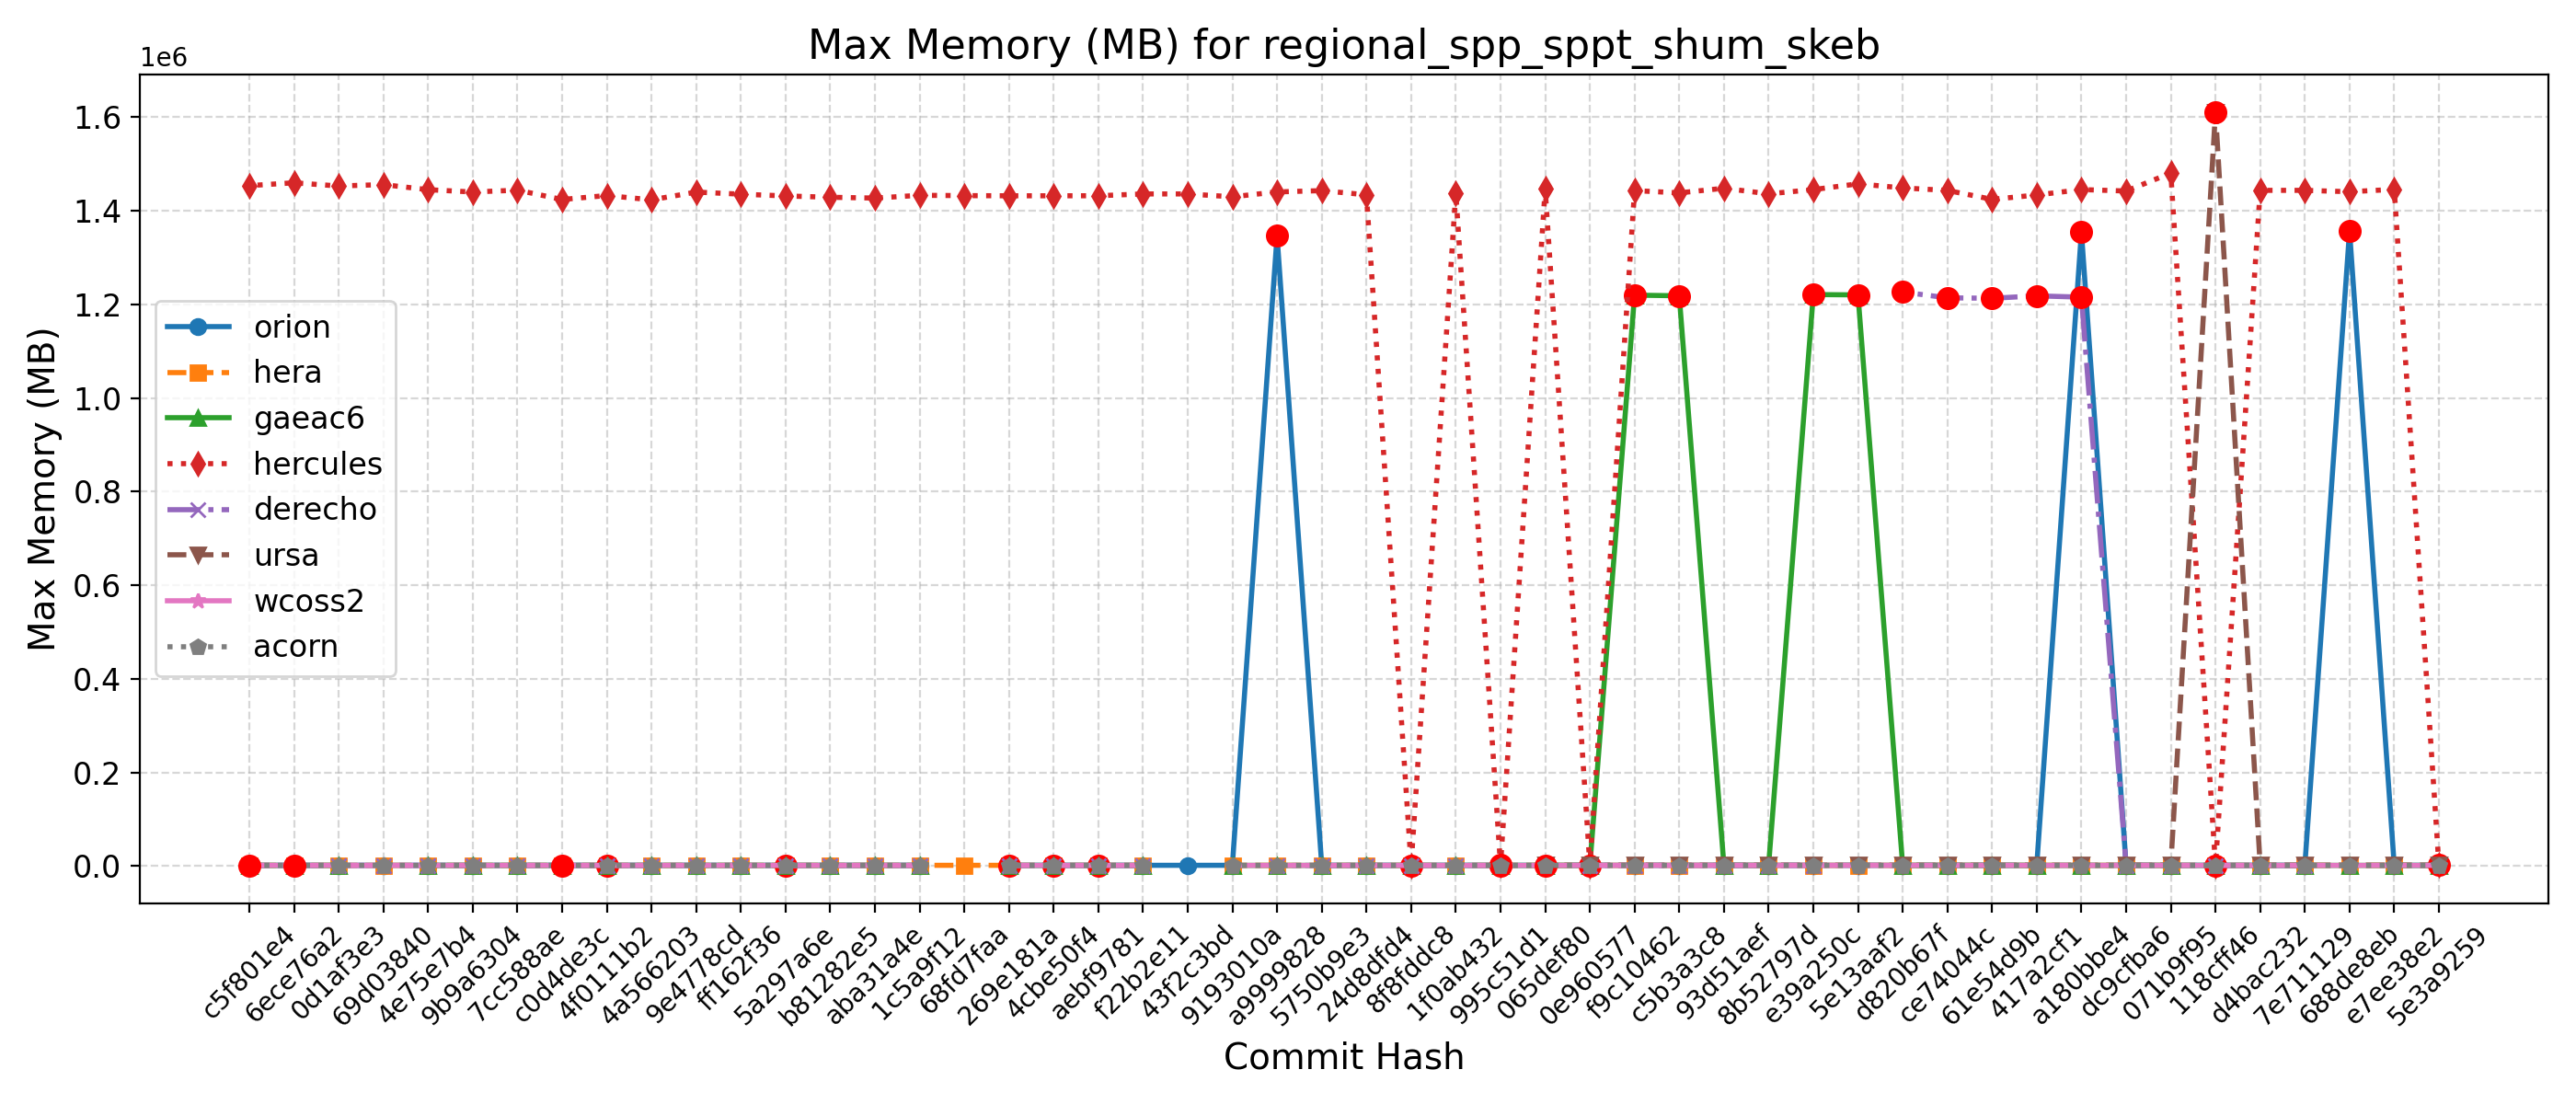 Max Memory (MB) for regional_spp_sppt_shum_skeb
1e6
1.6
1.4
1.2
1.0
0.8
0.6
0.4
0.2
0.0
Max Memory (MB)
orion
hera
gaeac6
hercules
derecho
ursa
wcoss2
acorn
c5f801e4
6ece76a2
0d1af3e3
69d03840
4e75e7b4
9b9a6304
7cc588ae
c0d4de3c
4f0111b2
4a566203
9e4778cd
ff162f36
5a297a6e
b81282e5
aba31a4e
1c5a9f12
68fd7faa
269e181a
4cbe50f4
aebf9781
f22b2e11
43f2c3bd
9193010a
a9999828
5750b9e3
24d8dfd4
8f8fddc8
1f0ab432
995c51d1
065def80
0e960577
f9c10462
c5b3a3c8
93d51aef
8b52797d
e39a250c
5e13aaf2
d820b67f
ce74044c
61e54d9b
417a2cf1
a180bbe4
dc9cfba6
071b9f95
118cff46
d4bac232
7e711129
688de8eb
e7ee38e2
5e3a9259
Commit Hash